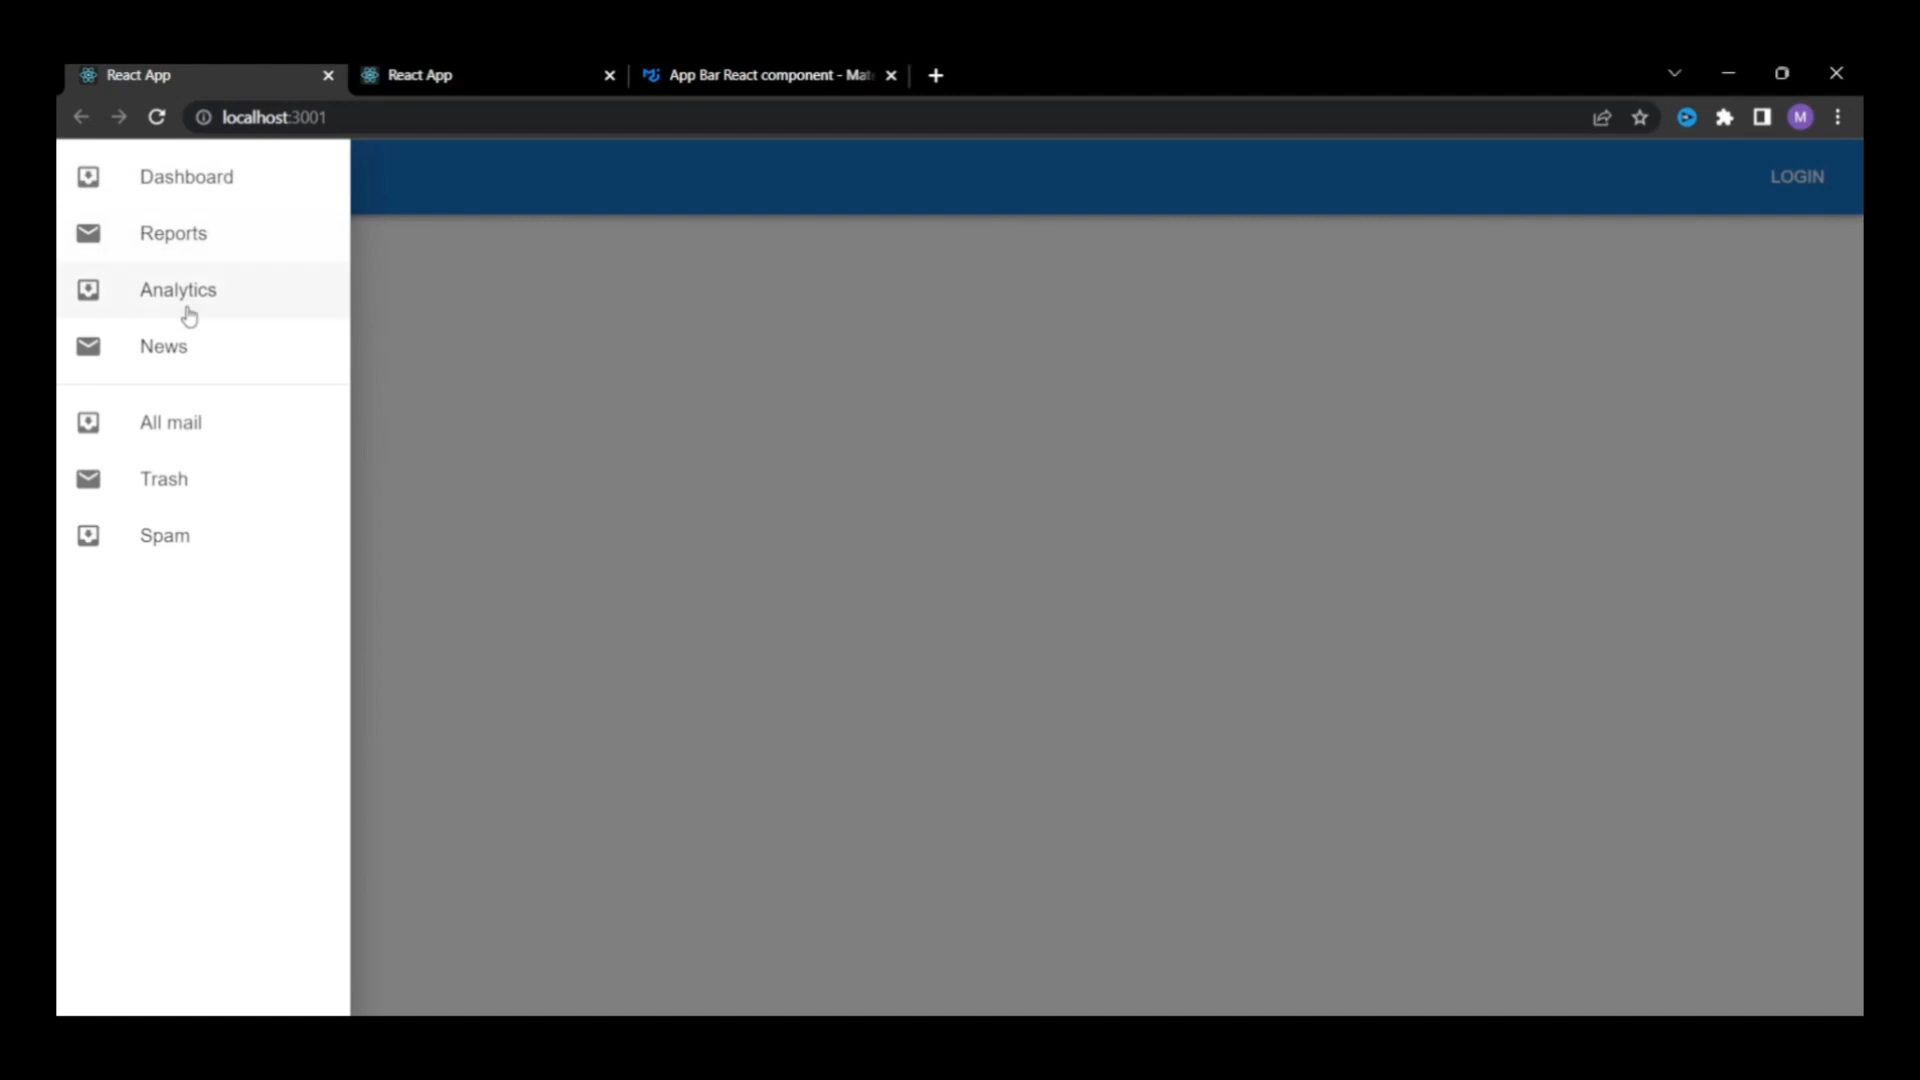 React App
React App
App Bar React component - Mat
localhost:3001
M
Dashboard
LOGIN
Reports
Analytics
News
All mail
Trash
Spam